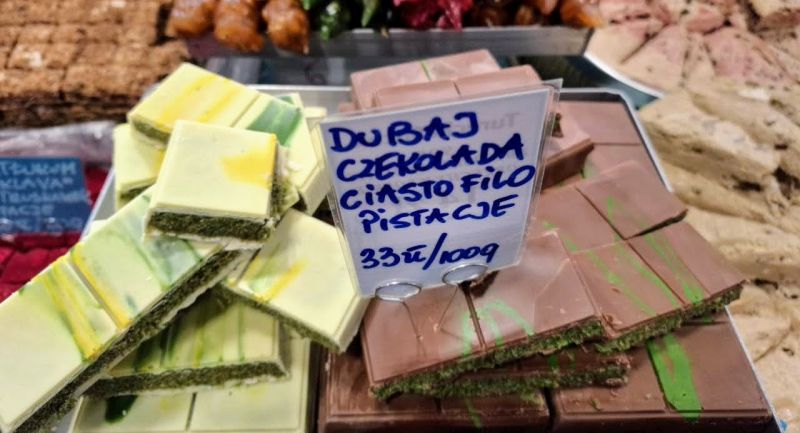 DUBAJ
CZEKOLADA
CIASTO FILO
PISTACJE
33zł/100g